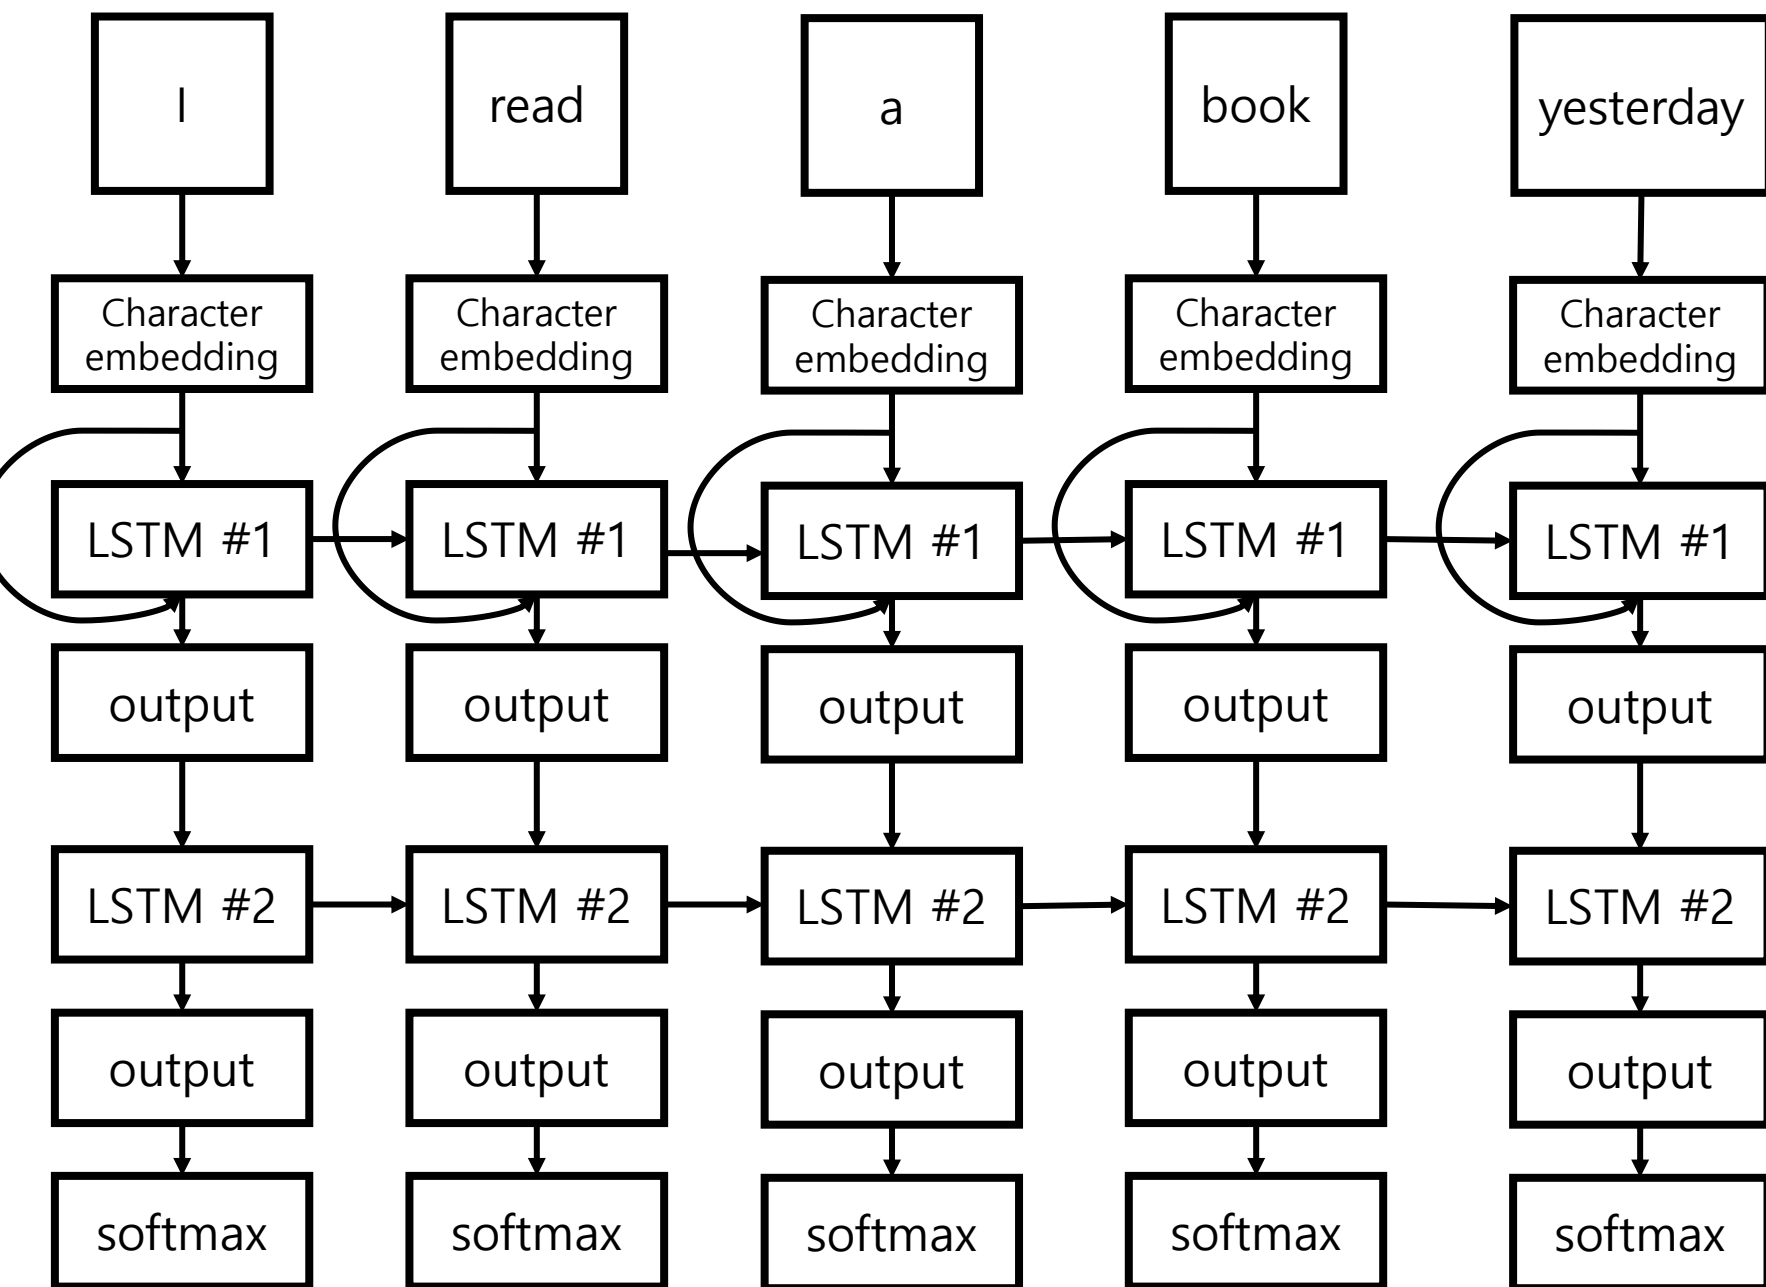 I
read
a
book
yesterday
Character
embedding
Character
embedding
Character
embedding
Character
embedding
Character
embedding
LSTM #1
LSTM #1
LSTM #1
LSTM #1
LSTM #1
output
output
output
output
output
LSTM #2
LSTM #2
LSTM #2
LSTM #2
LSTM #2
output
output
output
output
output
softmax
softmax
softmax
softmax
softmax